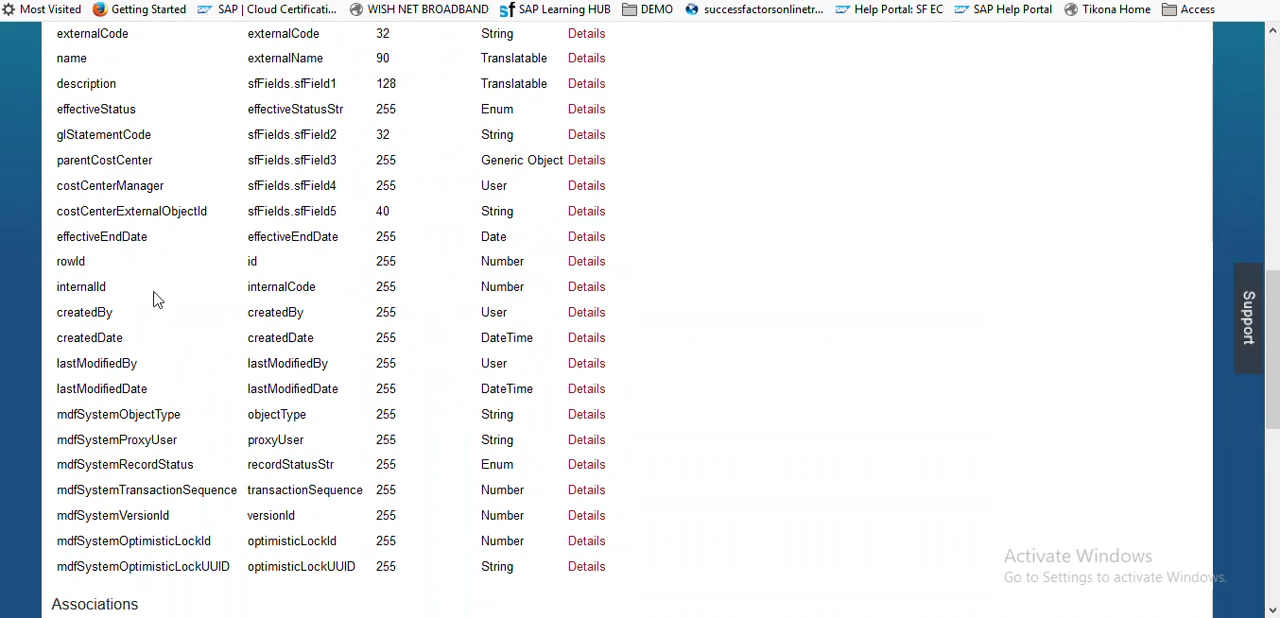 Most Visited Getting Started SAP | Cloud Certificati... WISH NET BROADBAND SAP Learning HUB DEMO successfactorsonlinetr... Help Portal: SF EC SAP Help Portal Tikona Home Access
externalCode externalCode 32 String Details
name externalName 90 Translatable Details
description sfFields.sfField1 128 Translatable Details
effectiveStatus effectiveStatusStr 255 Enum Details
glStatementCode sfFields.sfField2 32 String Details
parentCostCenter sfFields.sfField3 255 Generic Object Details
costCenterManager sfFields.sfField4 255 User Details
costCenterExternalObjectId sfFields.sfField5 40 String Details
effectiveEndDate effectiveEndDate 255 Date Details
rowId id 255 Number Details
internalId internalCode 255 Number Details
createdBy createdBy 255 User Details
createdDate createdDate 255 DateTime Details
lastModifiedBy lastModifiedBy 255 User Details
lastModifiedDate lastModifiedDate 255 DateTime Details
mdfSystemObjectType objectType 255 String Details
mdfSystemProxyUser proxyUser 255 String Details
mdfSystemRecordStatus recordStatusStr 255 Enum Details
mdfSystemTransactionSequence transactionSequence 255 Number Details
mdfSystemVersionId versionId 255 Number Details
mdfSystemOptimisticLockId optimisticLockId 255 Number Details
mdfSystemOptimisticLockUUID optimisticLockUUID 255 String Details
Associations
Support
Activate Windows
Go to Settings to activate Windows.